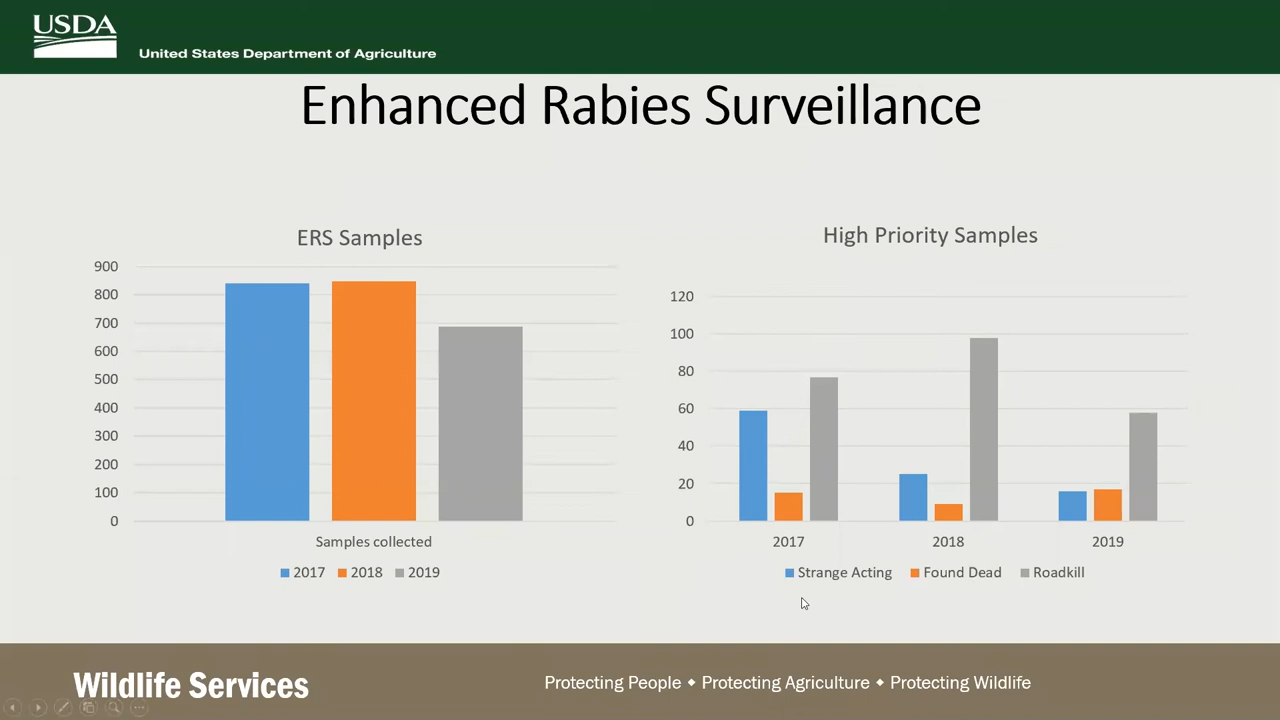 USDA
United States Department of Agriculture
Enhanced Rabies Surveillance
ERS Samples
900
800
700
600
500
400
300
200
100
0
Samples collected
2017 2018 2019
High Priority Samples
120
100
80
60
40
20
0
2017 2018 2019
Strange Acting Found Dead Roadkill
Wildlife Services
Protecting People ◆ Protecting Agriculture ◆ Protecting Wildlife